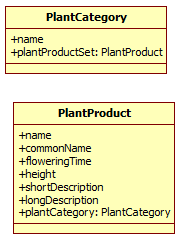 PlantCategory
+name
+plantProductSet: PlantProduct
PlantProduct
+name
+commonName
+floweringTime
+height
+shortDescription
+longDescription
+plantCategory: PlantCategory